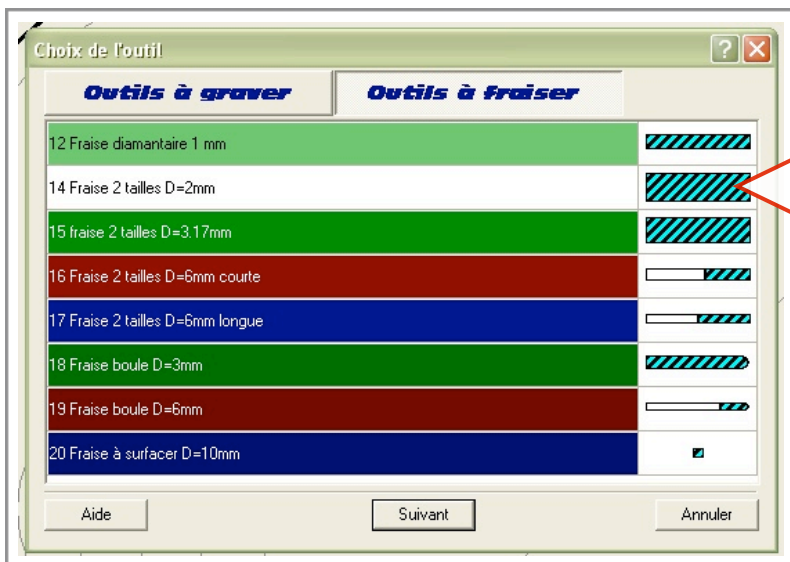 Choix de l'outil
Outils à graver
Outils à fraiser
12 Fraise diamantaire 1 mm
14 Fraise 2 tailles D=2mm
15 fraise 2 tailles D=3.17mm
16 Fraise 2 tailles D=6mm courte
17 Fraise 2 tailles D=6mm longue
18 Fraise boule D=3mm
19 Fraise boule D=6mm
20 Fraise à surfacer D=10mm
Aide
Suivant
Annuler